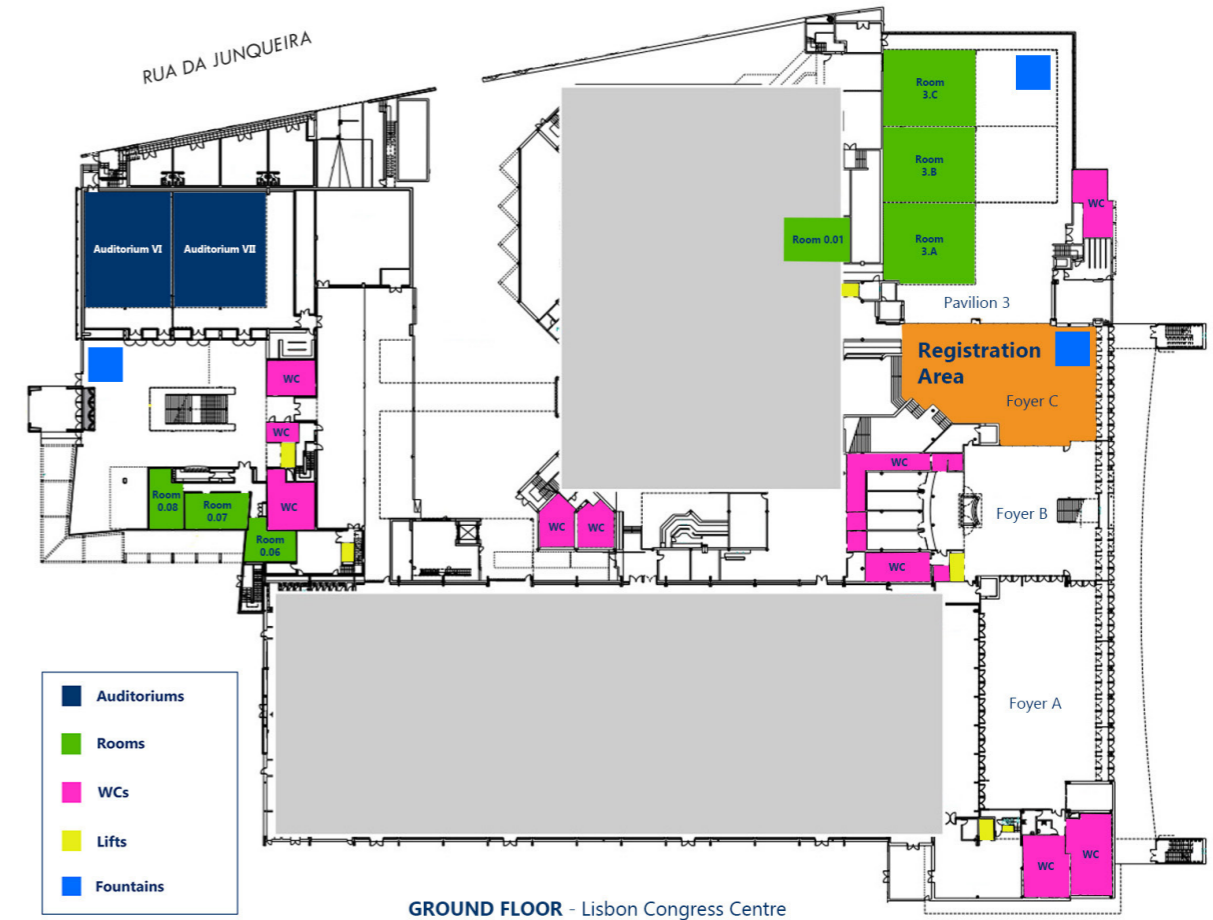 RUA DA JUNQUEIRA
Room
3.C
Room
3.B
WC
Room
3.A
Room 0.01
Auditorium VI
Auditorium VII
Pavilion 3
Registration
Area
Foyer C
WC
WC
WC
Room
0.08
Room
0.07
WC
Room
0.06
WC
WC
Foyer B
WC
Foyer A
WC
WC
Auditoriums
Rooms
WCs
Lifts
Fountains
GROUND FLOOR - Lisbon Congress Centre